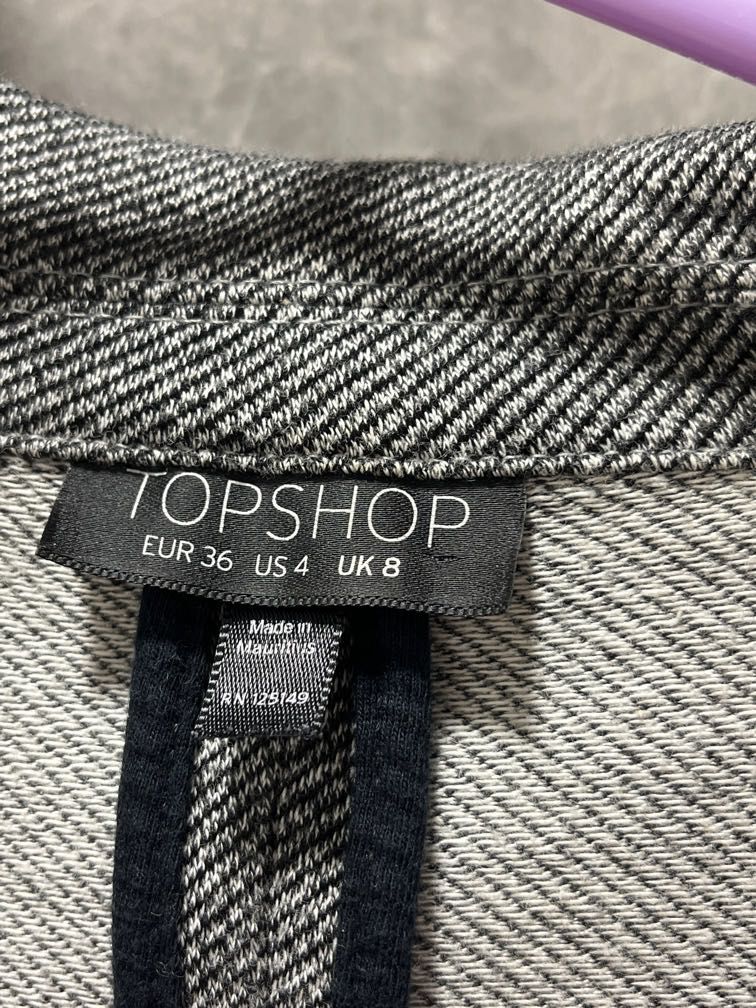 TOPSHOP
EUR 36 US 4 UK 8
Made in
Mauritius
RN 125149